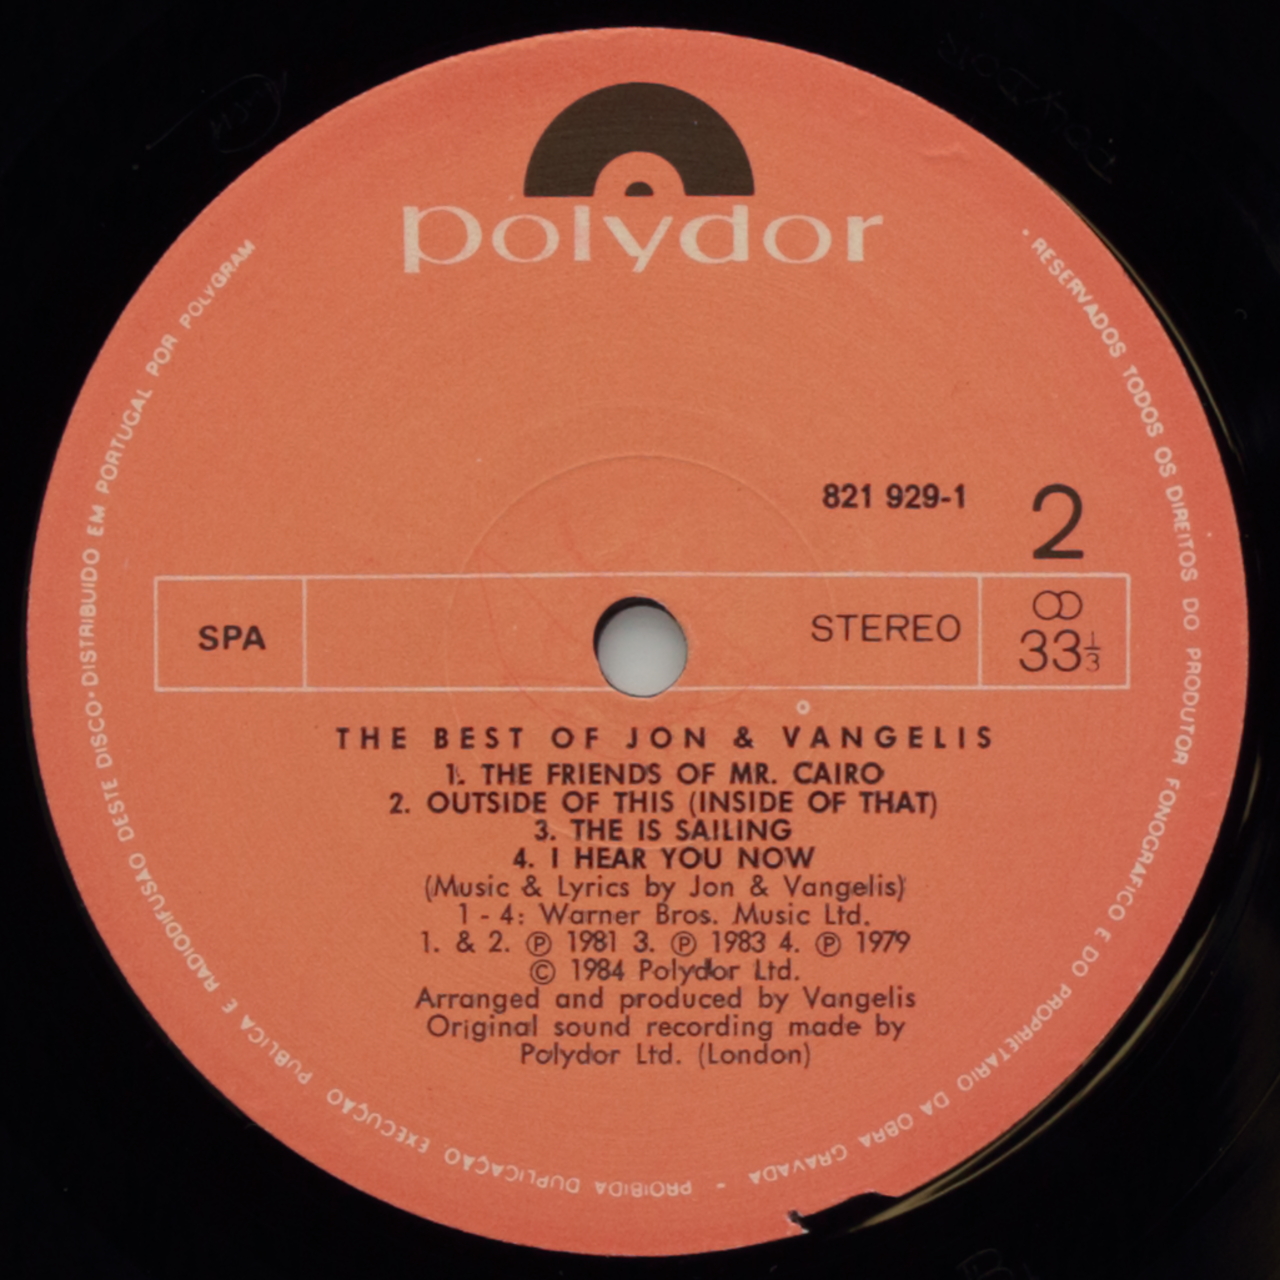 polydor
821 929-1
2
SPA
STEREO
33 1/3
THE BEST OF JON & VANGELIS
1. THE FRIENDS OF MR. CAIRO
2. OUTSIDE OF THIS (INSIDE OF THAT)
3. THE IS SAILING
4. I HEAR YOU NOW
(Music & Lyrics by Jon & Vangelis)
1 - 4: Warner Bros. Music Ltd.
1. & 2. ℗ 1981 3. ℗ 1983 4. ℗ 1979
© 1984 Polydor Ltd.
Arranged and produced by Vangelis
Original sound recording made by
Polydor Ltd. (London)
• RESERVADOS TODOS OS DIREITOS DO PRODUTOR FONOGRAFICO E DO PROPRIETARIO DA OBRA GRAVADA - PROIBIDA DUPLICAÇÃO. EXECUÇÃO PUBLICA E RADIODIFUSÃO DESTE DISCO•DISTRIBUIDO EM PORTUGAL POR POLYGRAM